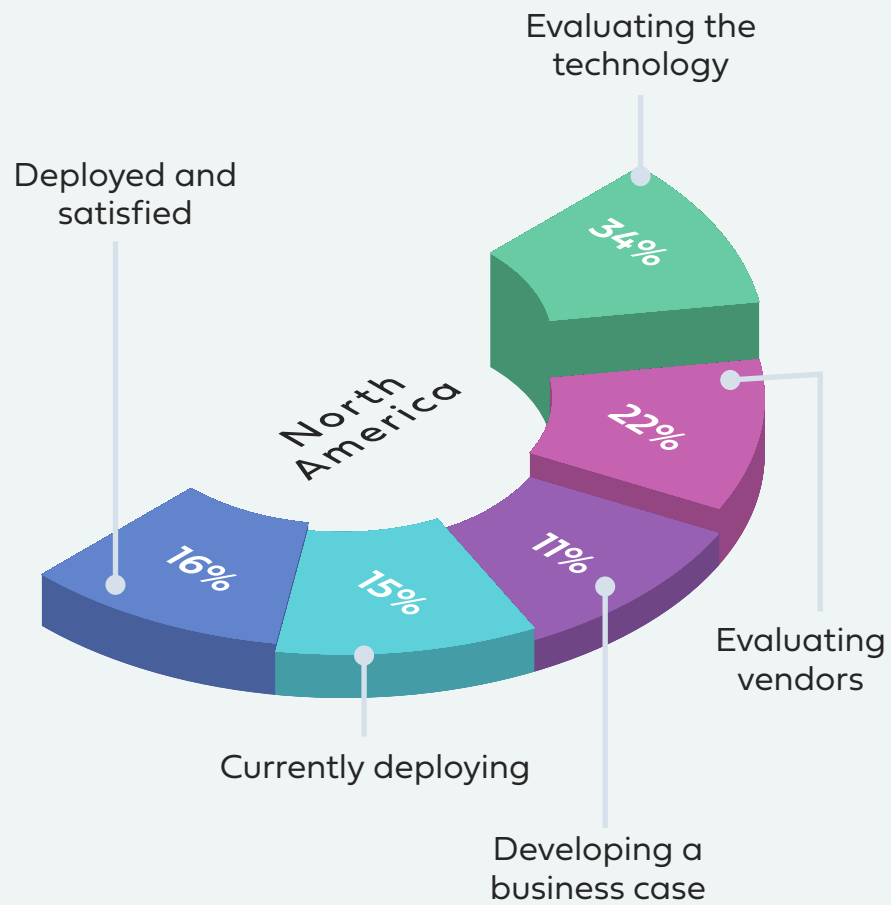 Evaluating the
technology
Deployed and
satisfied
34%
North
America
22%
16%
15%
11%
Evaluating
vendors
Currently deploying
Developing a
business case